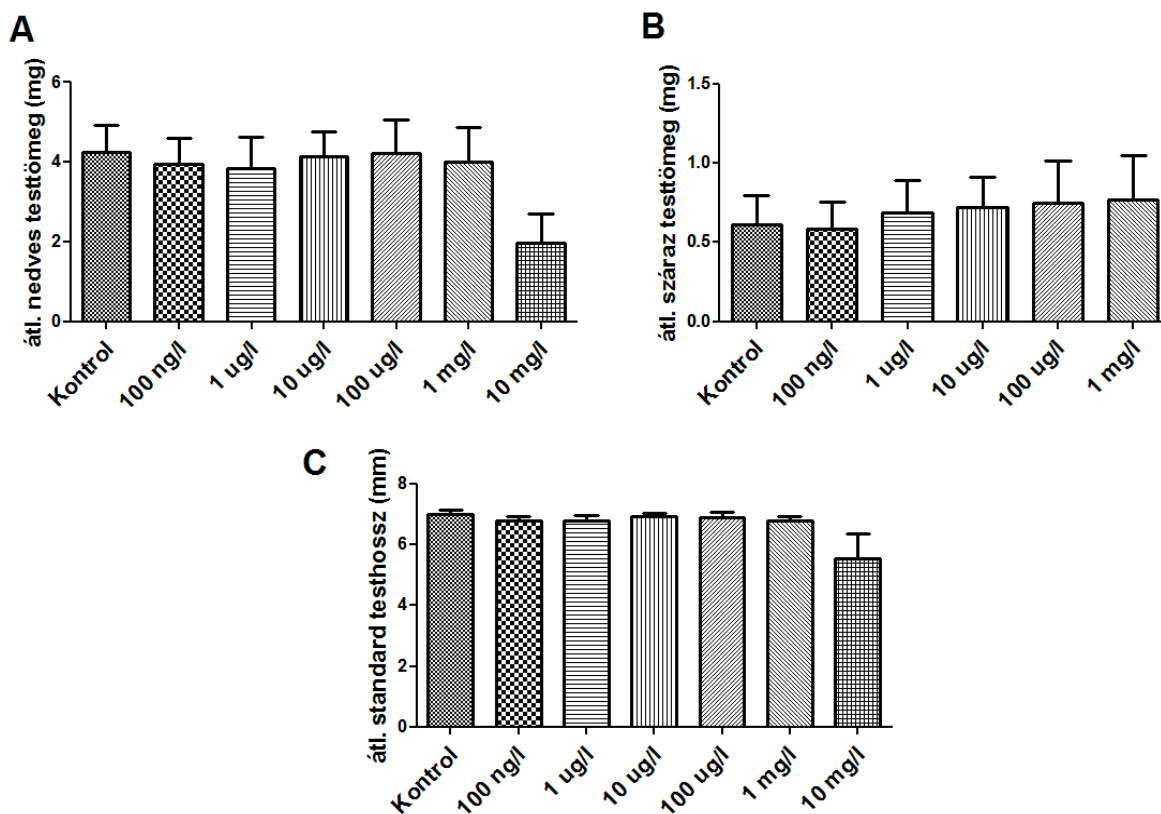 A
átl. nedves testtömeg (mg)
6
4
2
0
Kontrol
100 ng/l
1 ug/l
10 ug/l
100 ug/l
1 mg/l
10 mg/l
B
átl. száraz testtömeg (mg)
1.5
1.0
0.5
0.0
Kontrol
100 ng/l
1 ug/l
10 ug/l
100 ug/l
1 mg/l
C
átl. standard testhossz (mm)
8
6
4
2
0
Kontrol
100 ng/l
1 ug/l
10 ug/l
100 ug/l
1 mg/l
10 mg/l